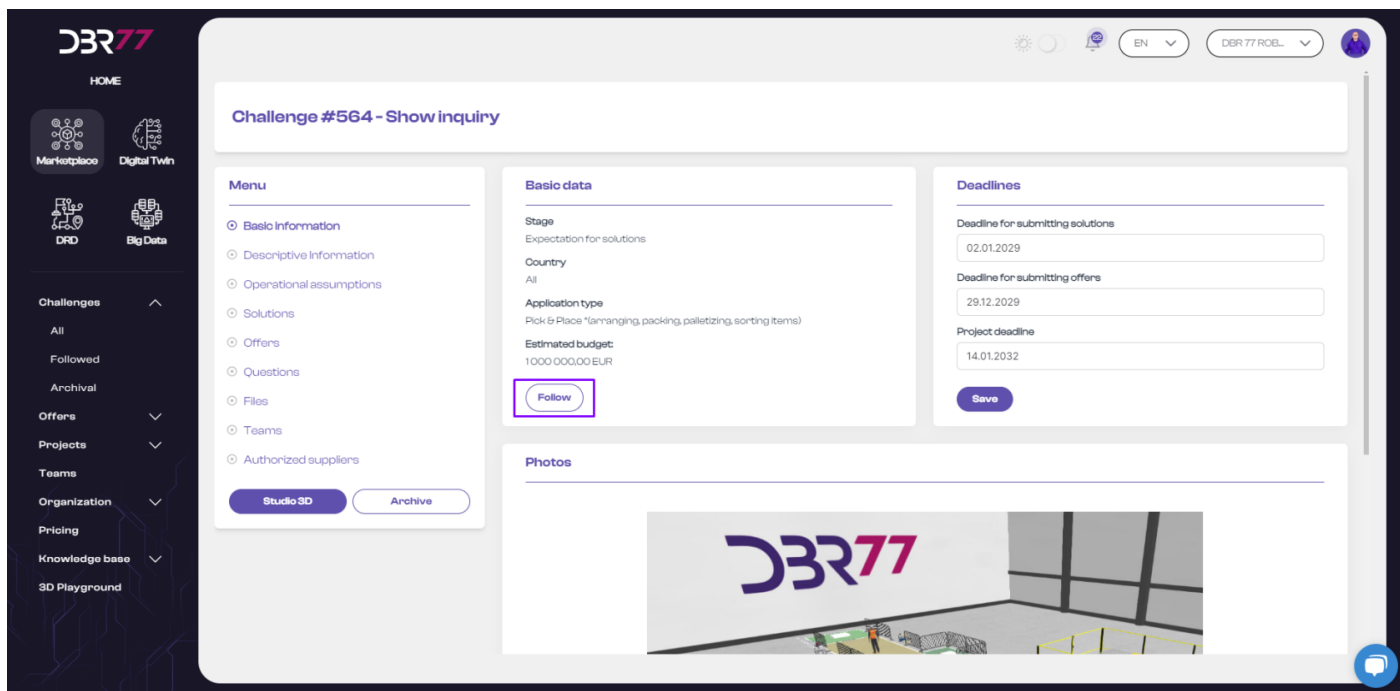 DBR77
HOME
Marketplace
Digital Twin
DRD
Big Data
Challenges
All
Followed
Archival
Offers
Projects
Teams
Organization
Pricing
Knowledge base
3D Playground
EN
DBR 77 ROB...
Challenge #564 - Show inquiry
Menu
Basic information
Descriptive Information
Operational assumptions
Solutions
Offers
Questions
Files
Teams
Authorized suppliers
Studio 3D
Archive
Basic data
Stage
Expectation for solutions
Country
All
Application type
Pick & Place *(arranging, packing, palletizing, sorting items)
Estimated budget:
1 000 000,00 EUR
Follow
Deadlines
Deadline for submitting solutions
02.01.2029
Deadline for submitting offers
29.12.2029
Project deadline
14.01.2032
Save
Photos
DBR77